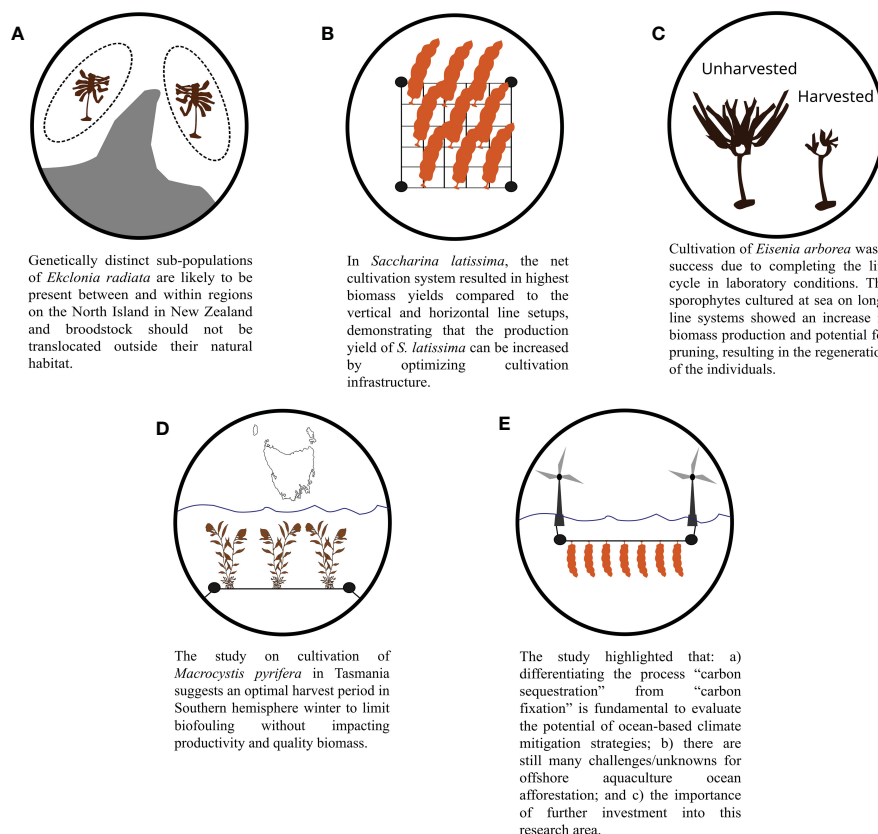 A
B
C
Unharvested
Harvested
Genetically distinct sub-populations
of Ekclonia radiata are likely to be
present between and within regions
on the North Island in New Zealand
and broodstock should not be
translocated outside their natural
habitat.
In Saccharina latissima, the net
cultivation system resulted in highest
biomass yields compared to the
vertical and horizontal line setups,
demonstrating that the production
yield of S. latissima can be increased
by optimizing cultivation
infrastructure.
Cultivation of Eisenia arborea was
success due to completing the
cycle in laboratory conditions.
sporophytes cultured at sea on
line systems showed an increase
biomass production and potential
pruning, resulting in the
of the individuals.
D
E
The study on cultivation of
Macrocystis pyrifera in Tasmania
suggests an optimal harvest period in
Southern hemisphere winter to limit
biofouling without impacting
productivity and quality biomass.
The study highlighted that: a)
differentiating the process “carbon
sequestration” from “carbon
fixation” is fundamental to evaluate
the potential of ocean-based climate
mitigation strategies; b) there are
still many challenges/unknowns for
offshore aquaculture ocean
afforestation; and c) the importance
of further investment into this
research area.